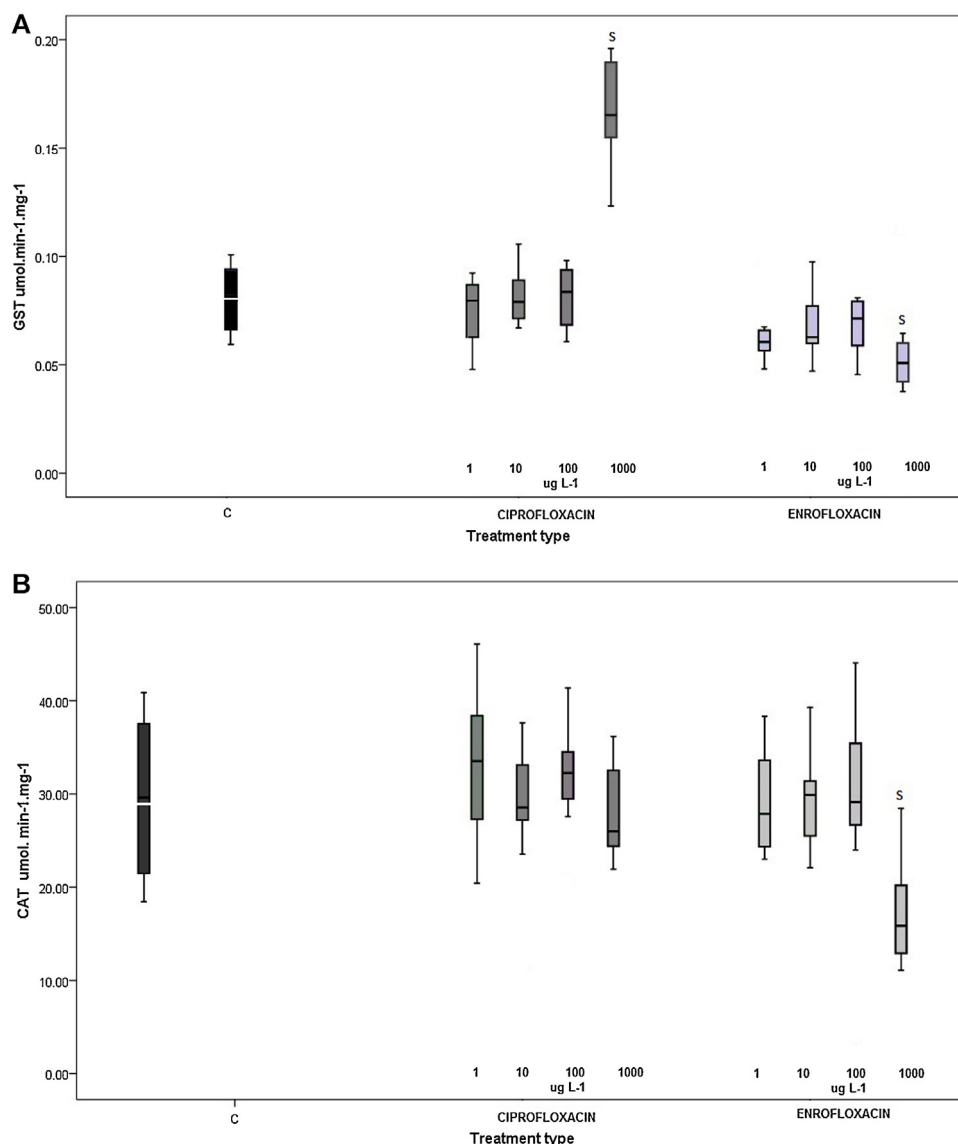 A
0.20
S
0.15
GST umol.min-1.mg-1
0.10
S
0.05
0.00
1 10 100 1000 1 10 100 1000
ug L-1 ug L-1
C CIPROFLOXACIN ENROFLOXACIN
Treatment type
B
50.00
40.00
30.00
S
CAT umol. min-1.mg-1
20.00
10.00
0.00
1 10 100 1000 1 10 100 1000
ug L-1 ug L-1
C CIPROFLOXACIN ENROFLOXACIN
Treatment type